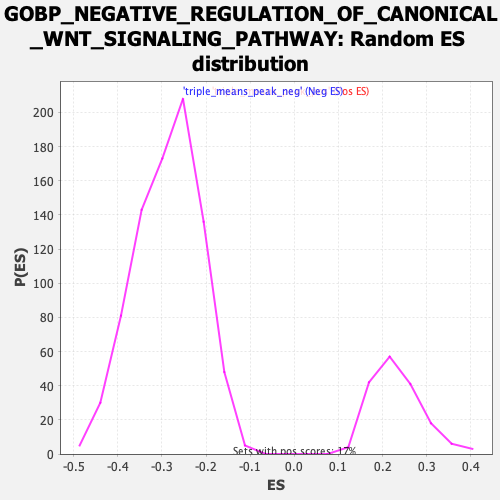 GOBP_NEGATIVE_REGULATION_OF_CANONICAL
_WNT_SIGNALING_PATHWAY: Random ES
distribution
'triple_means_peak_neg' (Neg ES)os ES)
200
180
160
140
120
100
80
60
40
20
0
P(ES)
Sets with pos scores: 17%
-0.5 -0.4 -0.3 -0.2 -0.1 0.0 0.1 0.2 0.3 0.4
ES